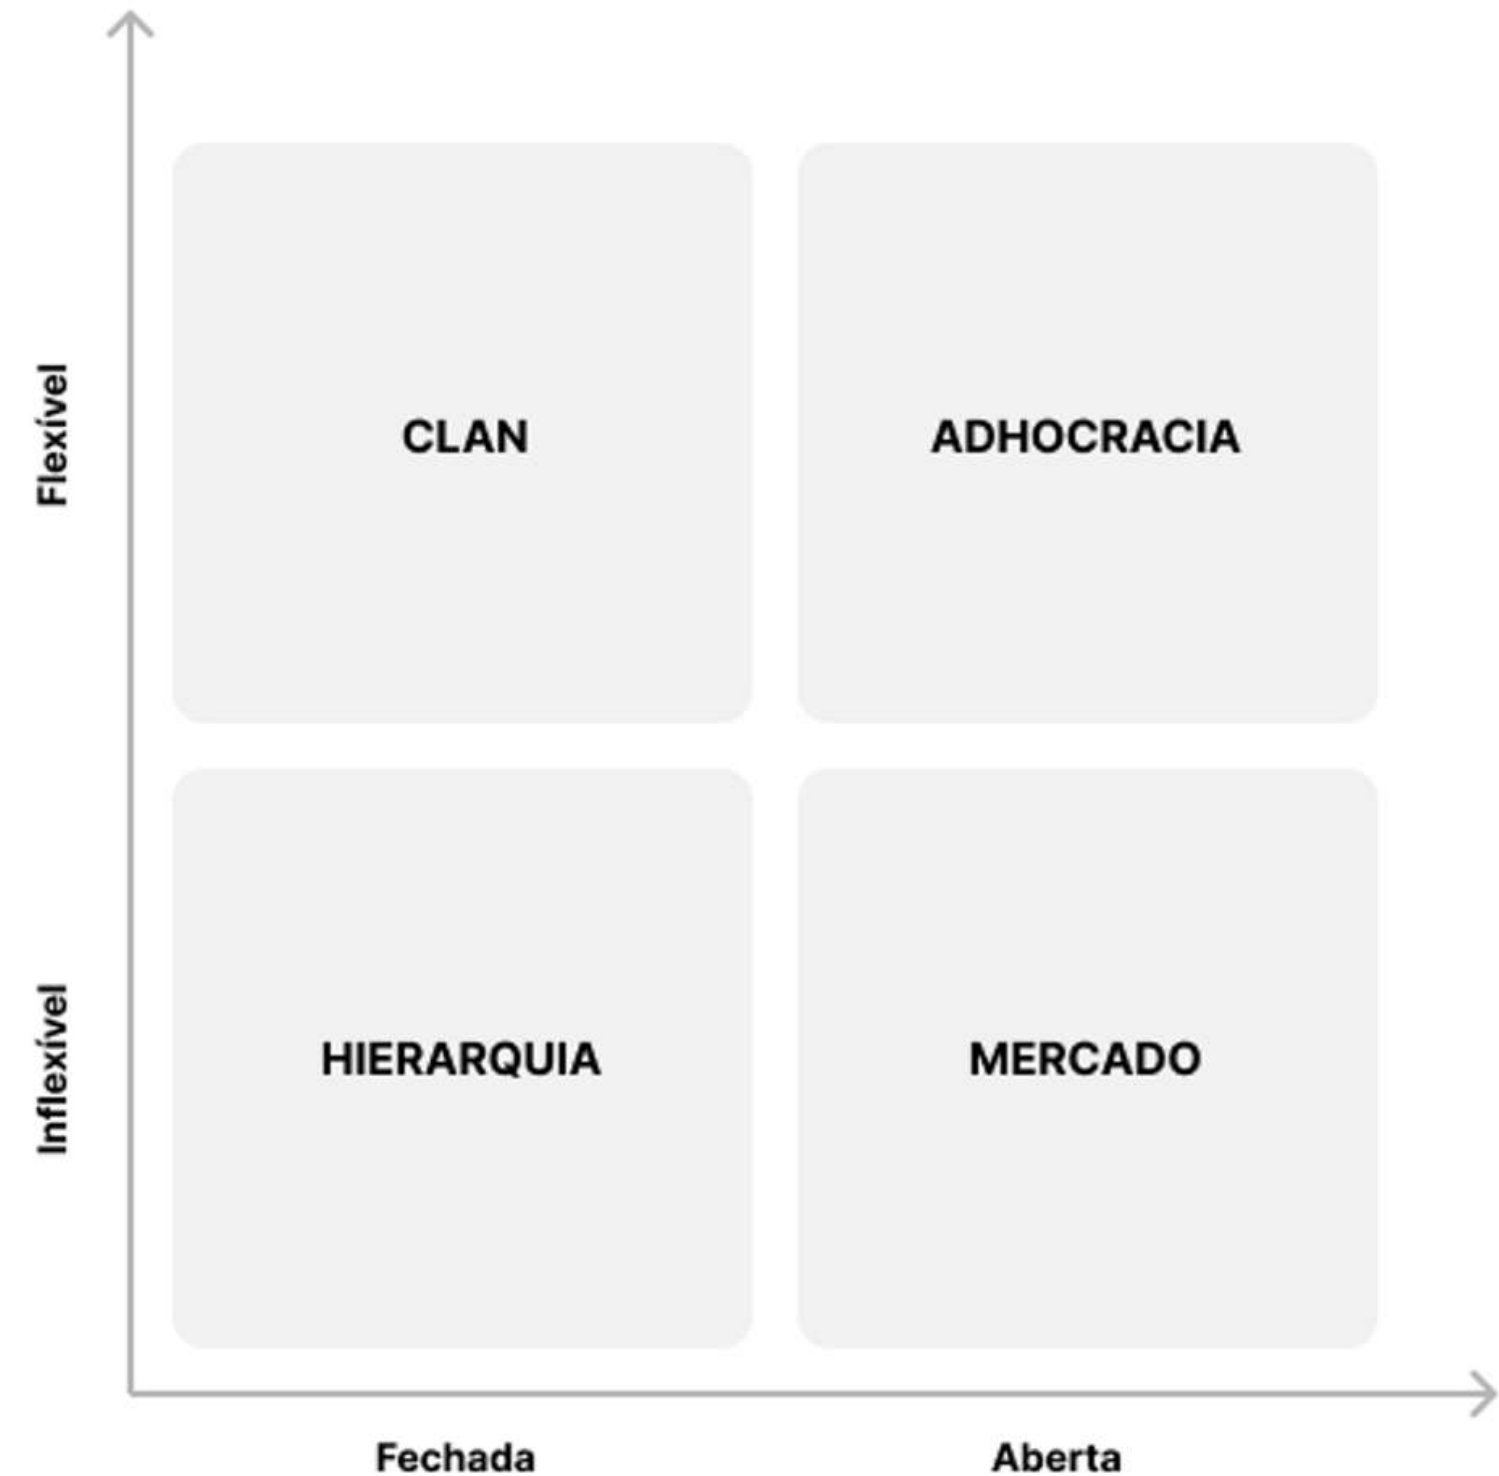 Flexível
CLAN
ADHOCRACIA
Inflexível
HIERARQUIA
MERCADO
Fechada
Aberta